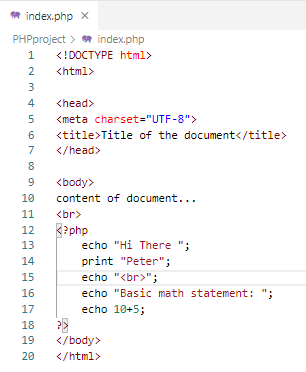 index.php ×
PHPproject > index.php
1 <!DOCTYPE html>
2 <html>
3
4 <head>
5 <meta charset="UTF-8">
6 <title>Title of the document</title>
7 </head>
8
9 <body>
10 content of document...
11 <br>
12 <?php
13     echo "Hi There ";
14     print "Peter";
15     echo "<br>";
16     echo "Basic math statement: ";
17     echo 10+5;
18 ?>
19 </body>
20 </html>